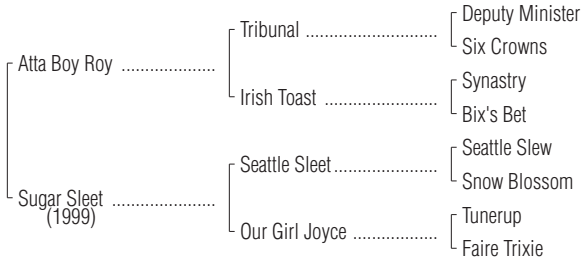 Deputy Minister
Tribunal ........................................
Six Crowns
Atta Boy Roy .....................
Synastry
Irish Toast ...........................
Bix's Bet
Seattle Slew
Seattle Sleet .........................
Snow Blossom
Sugar Sleet ......................
(1999)
Tunerup
Our Girl Joyce .....................
Faire Trixie